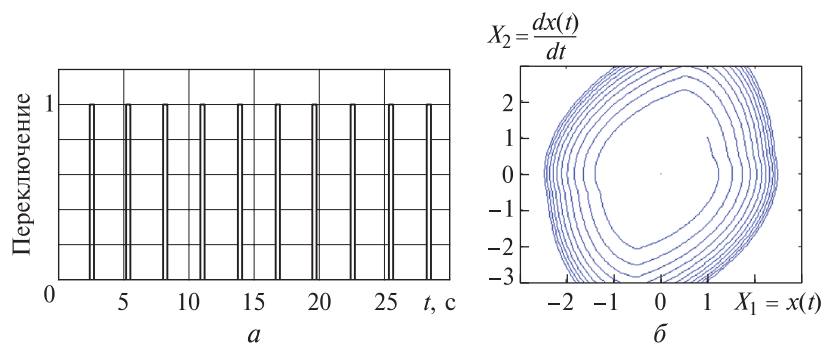 Переключение
1
0
5
10
15
20
25
t, с
а
X₂ = dx(t)/dt
2
1
0
−1
−2
−3
−2
−1
0
1
X₁ = x(t)
б